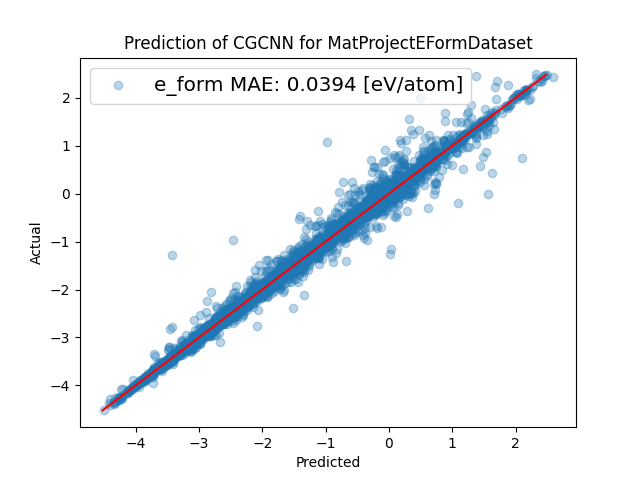 Prediction of CGCNN for MatProjectEFormDataset
e_form MAE: 0.0394 [eV/atom]
2
1
0
−1
−2
−3
−4
Actual
−4 −3 −2 −1 0 1 2
Predicted